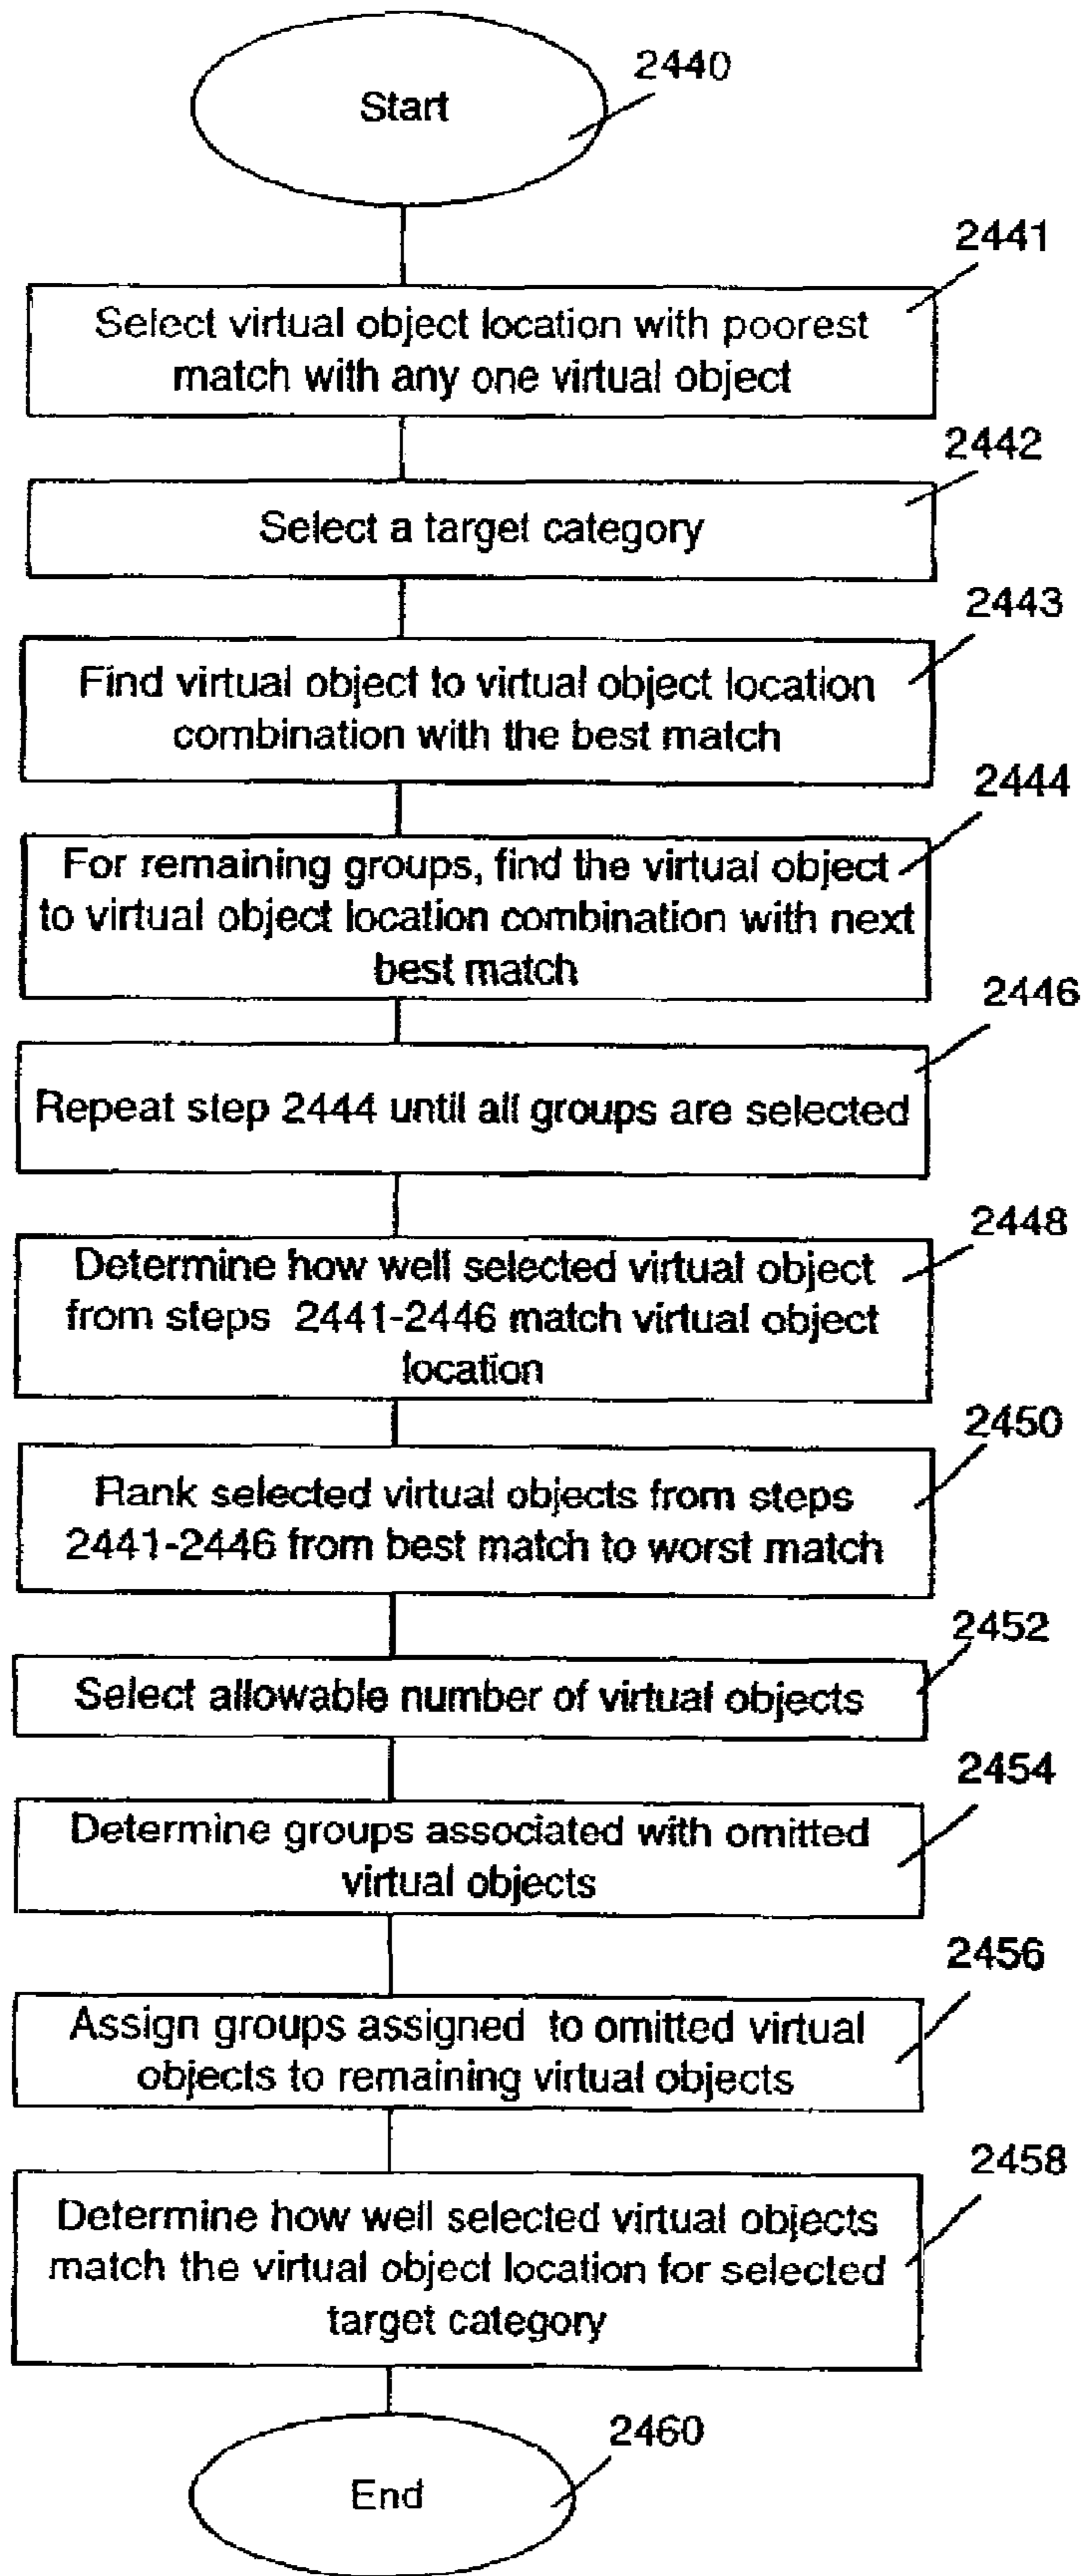 Start
2440
2441
Select virtual object location with poorest
match with any one virtual object
2442
Select a target category
2443
Find virtual object to virtual object location
combination with the best match
2444
For remaining groups, find the virtual object
to virtual object location combination with next
best match
2446
Repeat step 2444 until all groups are selected
2448
Determine how well selected virtual object
from steps 2441-2446 match virtual object
location
2450
Rank selected virtual objects from steps
2441-2446 from best match to worst match
2452
Select allowable number of virtual objects
2454
Determine groups associated with omitted
virtual objects
2456
Assign groups assigned to omitted virtual
objects to remaining virtual objects
2458
Determine how well selected virtual objects
match the virtual object location for selected
target category
2460
End